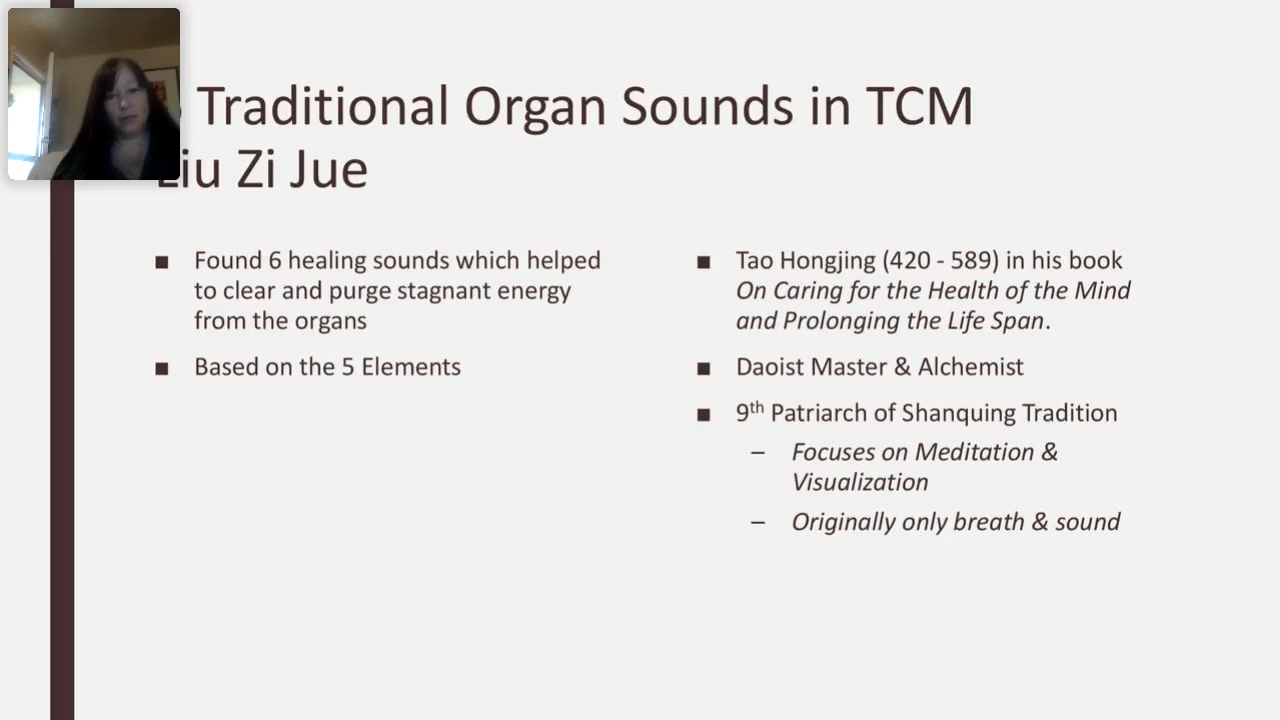 Traditional Organ Sounds in TCM
Liu Zi Jue
■ Found 6 healing sounds which helped
to clear and purge stagnant energy
from the organs
■ Based on the 5 Elements
■ Tao Hongjing (420 - 589) in his book
On Caring for the Health of the Mind
and Prolonging the Life Span.
■ Daoist Master & Alchemist
■ 9th Patriarch of Shanquing Tradition
– Focuses on Meditation &
Visualization
– Originally only breath & sound